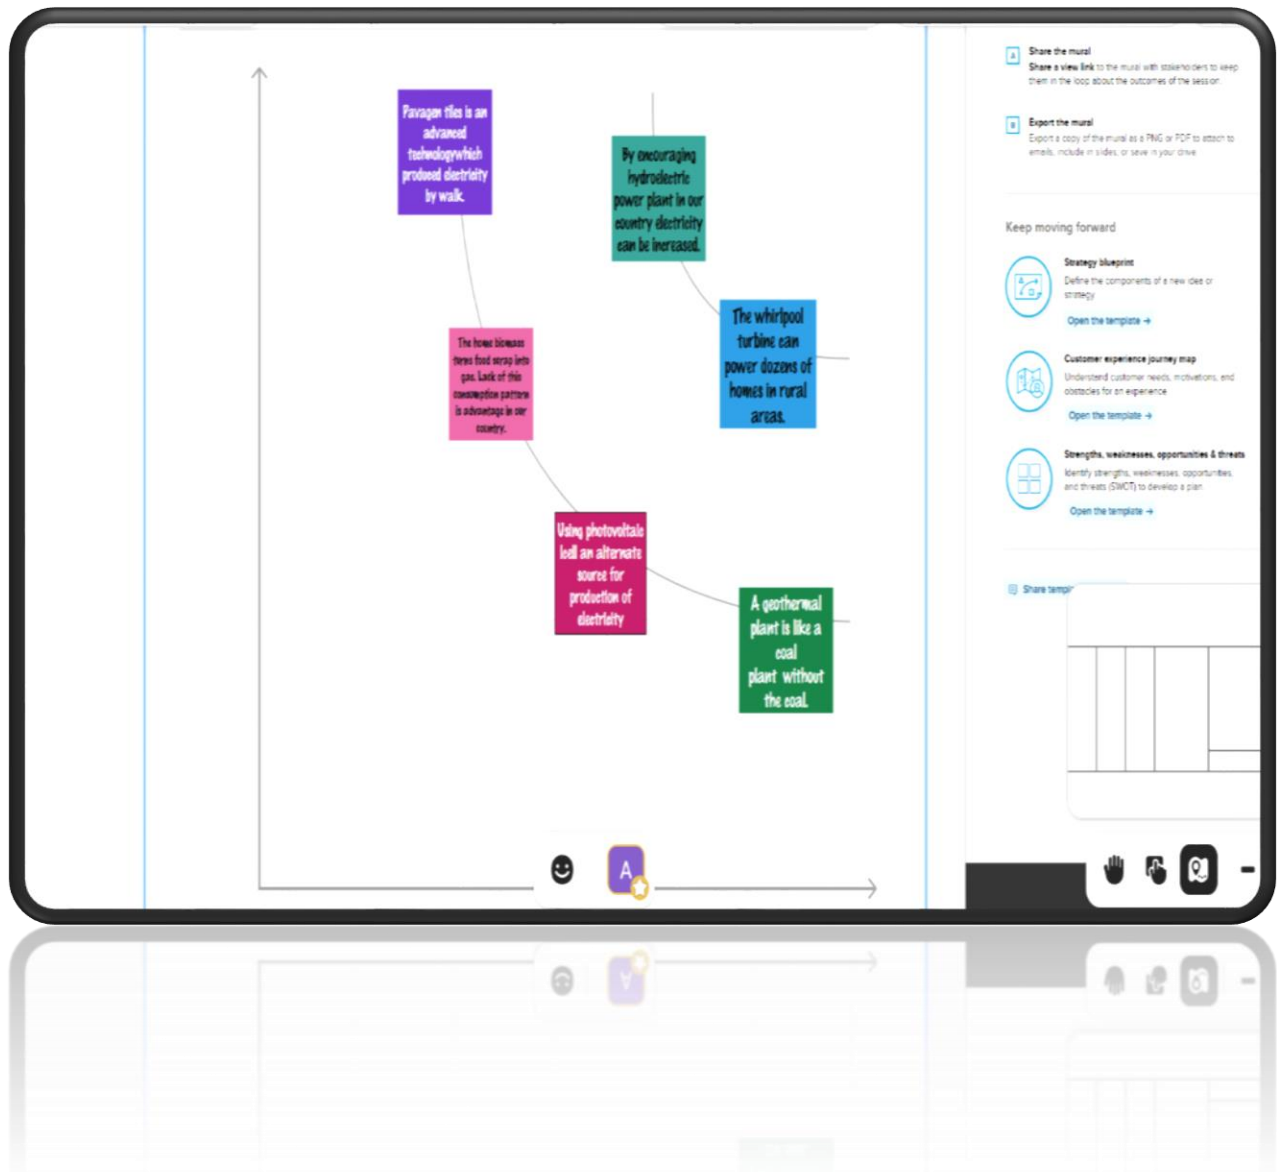 Pavagen tiles is an
advanced
technologywhich
produced electricity
by walk.
By encouraging
hydroelectric
power plant in our
country electricity
can be increased.
The whirlpool
turbine can
power dozens of
homes in rural
areas.
The home biomass
turns food scrap into
gas. Lack of this
consumption pattern
is advantage in our
country.
Using photovoltaic
lcell an alternate
source for
production of
electricity
A geothermal
plant is like a
coal
plant without
the coal.
A
A
Share the mural
Share a view link to the mural with stakeholders to keep
them in the loop about the outcomes of the session.
B
Export the mural
Export a copy of the mural as a PNG or PDF to attach to
emails, include in slides, or save in your drive
Keep moving forward
Strategy blueprint
Define the components of a new idea or
strategy
Open the template →
Customer experience journey map
Understand customer needs, motivations, and
obstacles for an experience
Open the template →
Strengths, weaknesses, opportunities & threats
Identify strengths, weaknesses, opportunities,
and threats (SWOT) to develop a plan
Open the template →
Share templ